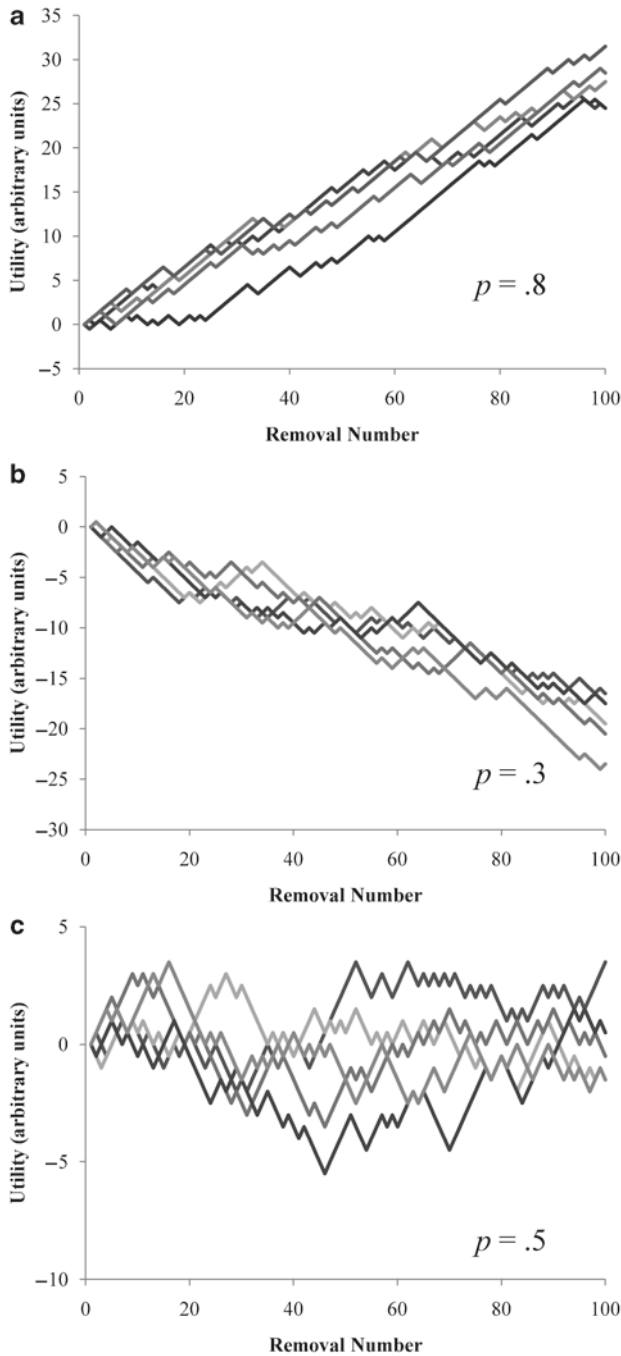 a
35
30
25
20
15
10
5
0
−5
Utility (arbitrary units)
p = .8
0 20 40 60 80 100
Removal Number
b
5
0
−5
−10
−15
−20
−25
−30
Utility (arbitrary units)
p = .3
0 20 40 60 80 100
Removal Number
c
5
0
−5
−10
Utility (arbitrary units)
p = .5
0 20 40 60 80 100
Removal Number